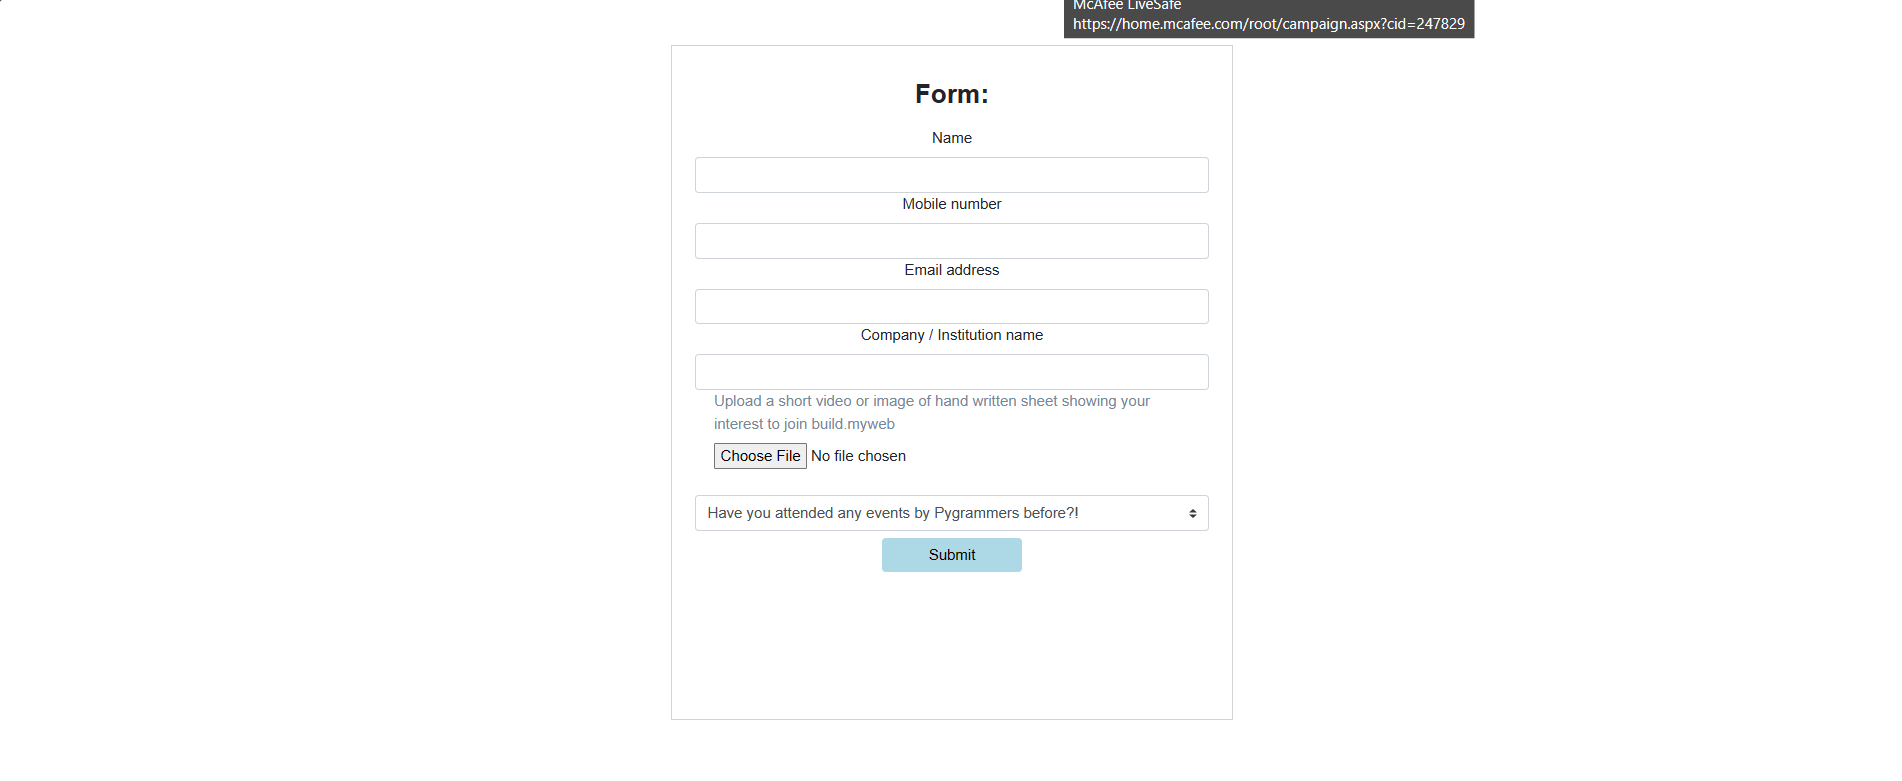 McAfee LiveSafe
https://home.mcafee.com/root/campaign.aspx?cid=247829
Form:
Name
Mobile number
Email address
Company / Institution name
Upload a short video or image of hand written sheet showing your
interest to join build.myweb
Choose File No file chosen
Have you attended any events by Pygrammers before?!
Submit